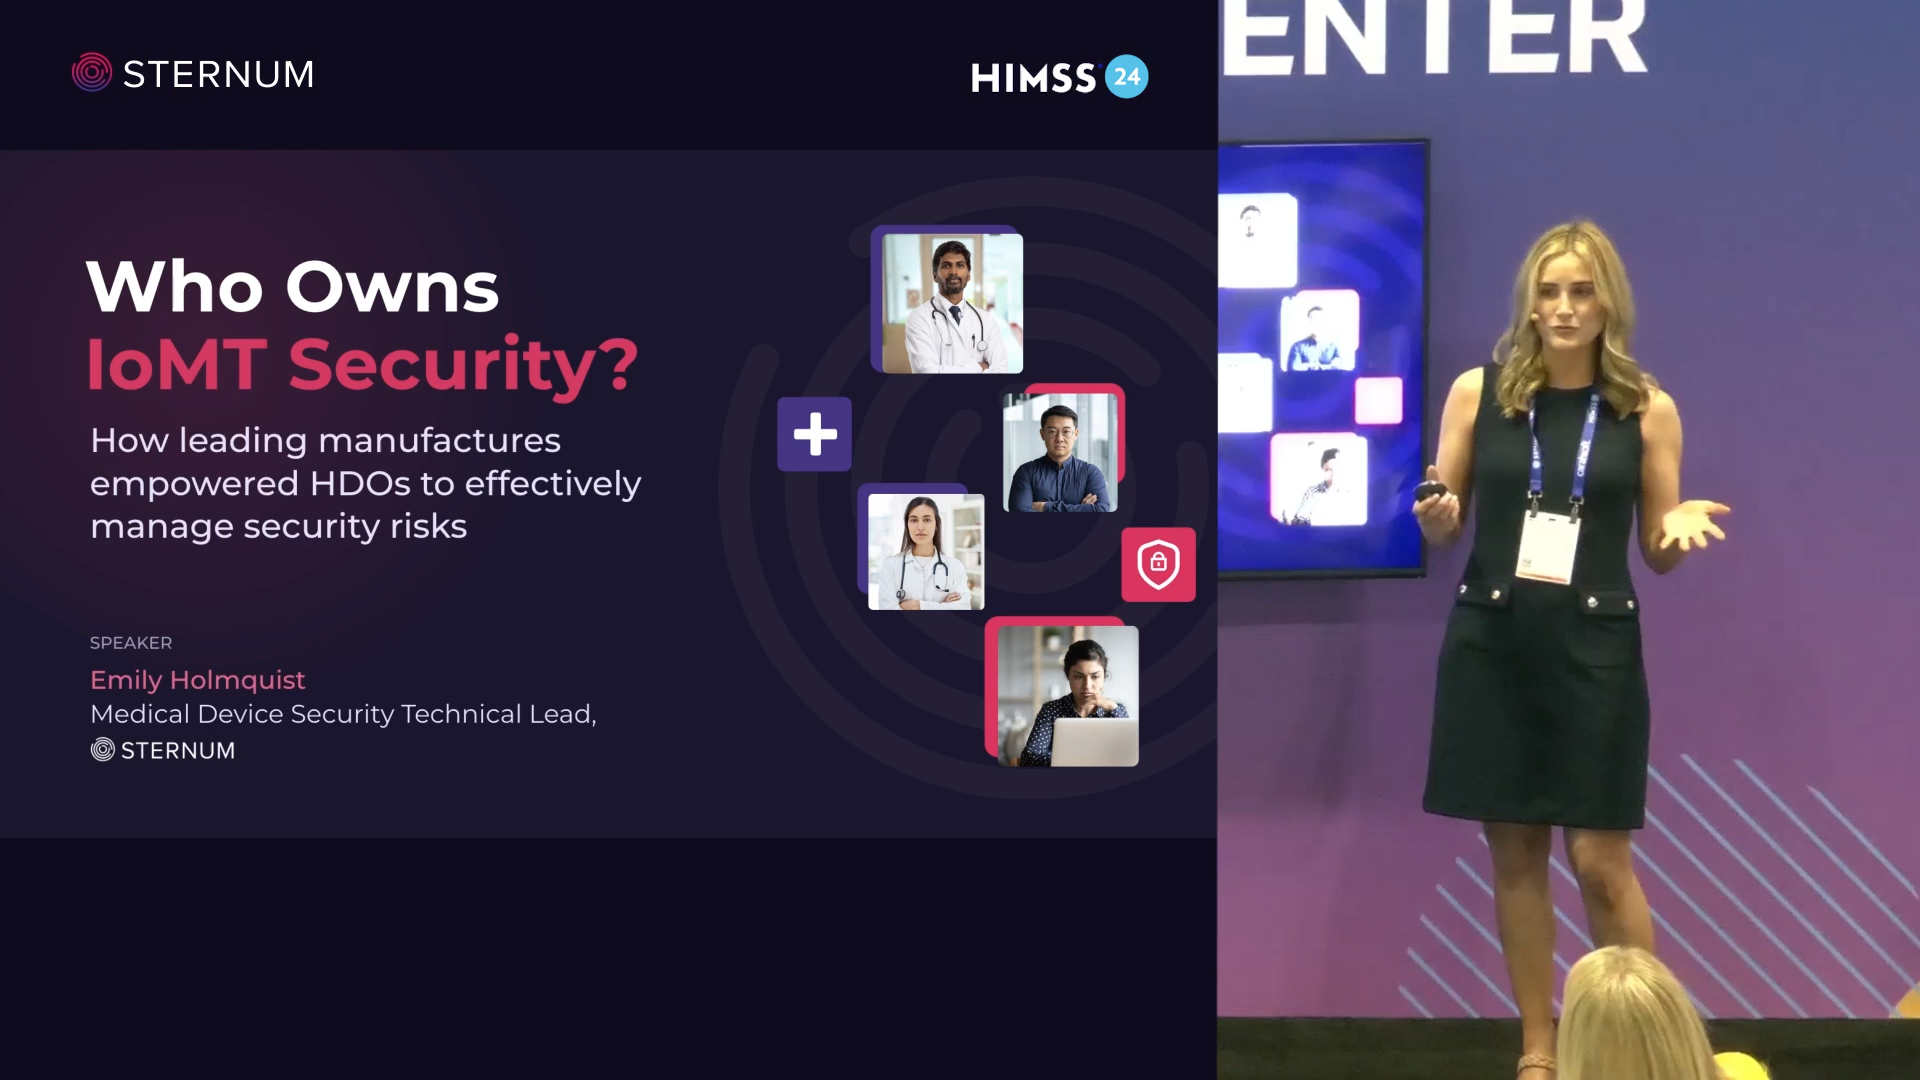 STERNUM
HIMSS 24
Who Owns
IoMT Security?
How leading manufactures
empowered HDOs to effectively
manage security risks
SPEAKER
Emily Holmquist
Medical Device Security Technical Lead,
STERNUM
ENTER